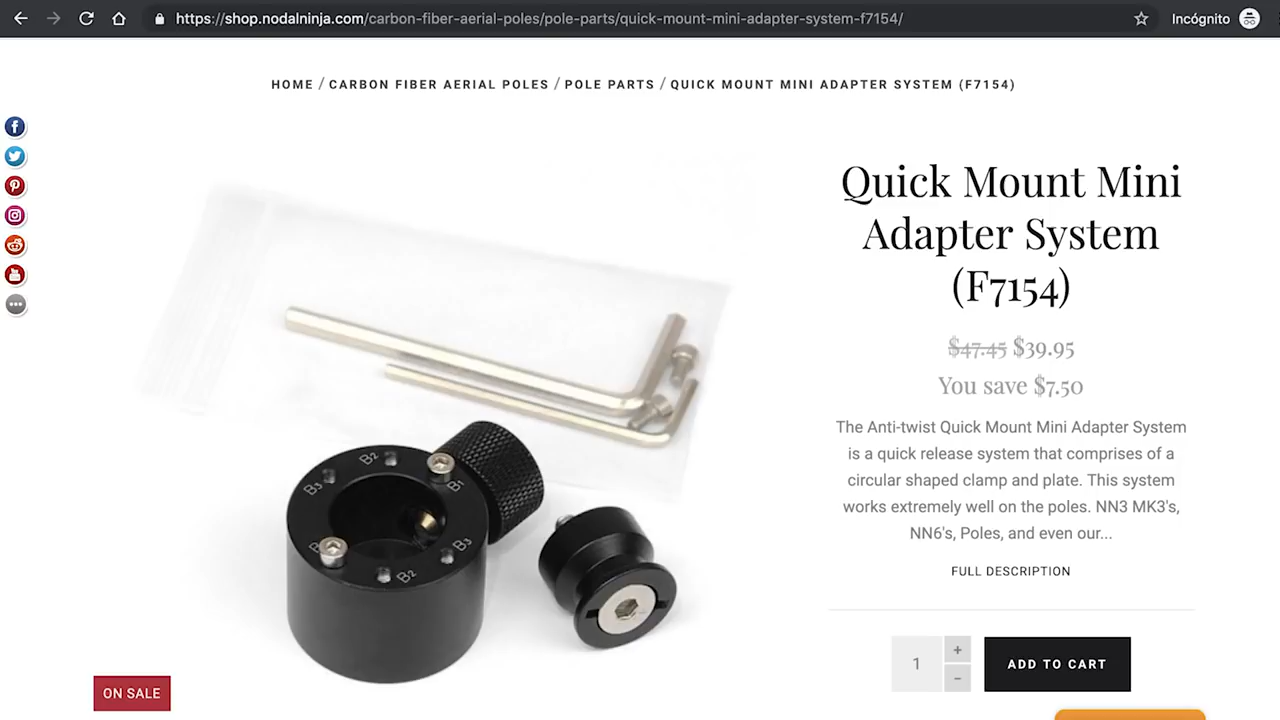 https://shop.nodalninja.com/carbon-fiber-aerial-poles/pole-parts/quick-mount-mini-adapter-system-f7154/
Incógnito
HOME / CARBON FIBER AERIAL POLES / POLE PARTS / QUICK MOUNT MINI ADAPTER SYSTEM (F7154)
Quick Mount Mini
Adapter System
(F7154)
$47.45 $39.95
You save $7.50
The Anti-twist Quick Mount Mini Adapter System
is a quick release system that comprises of a
circular shaped clamp and plate. This system
works extremely well on the poles. NN3 MK3's,
NN6's, Poles, and even our...
FULL DESCRIPTION
1
+
-
ADD TO CART
B2
B3
B1
B3
B2
ON SALE